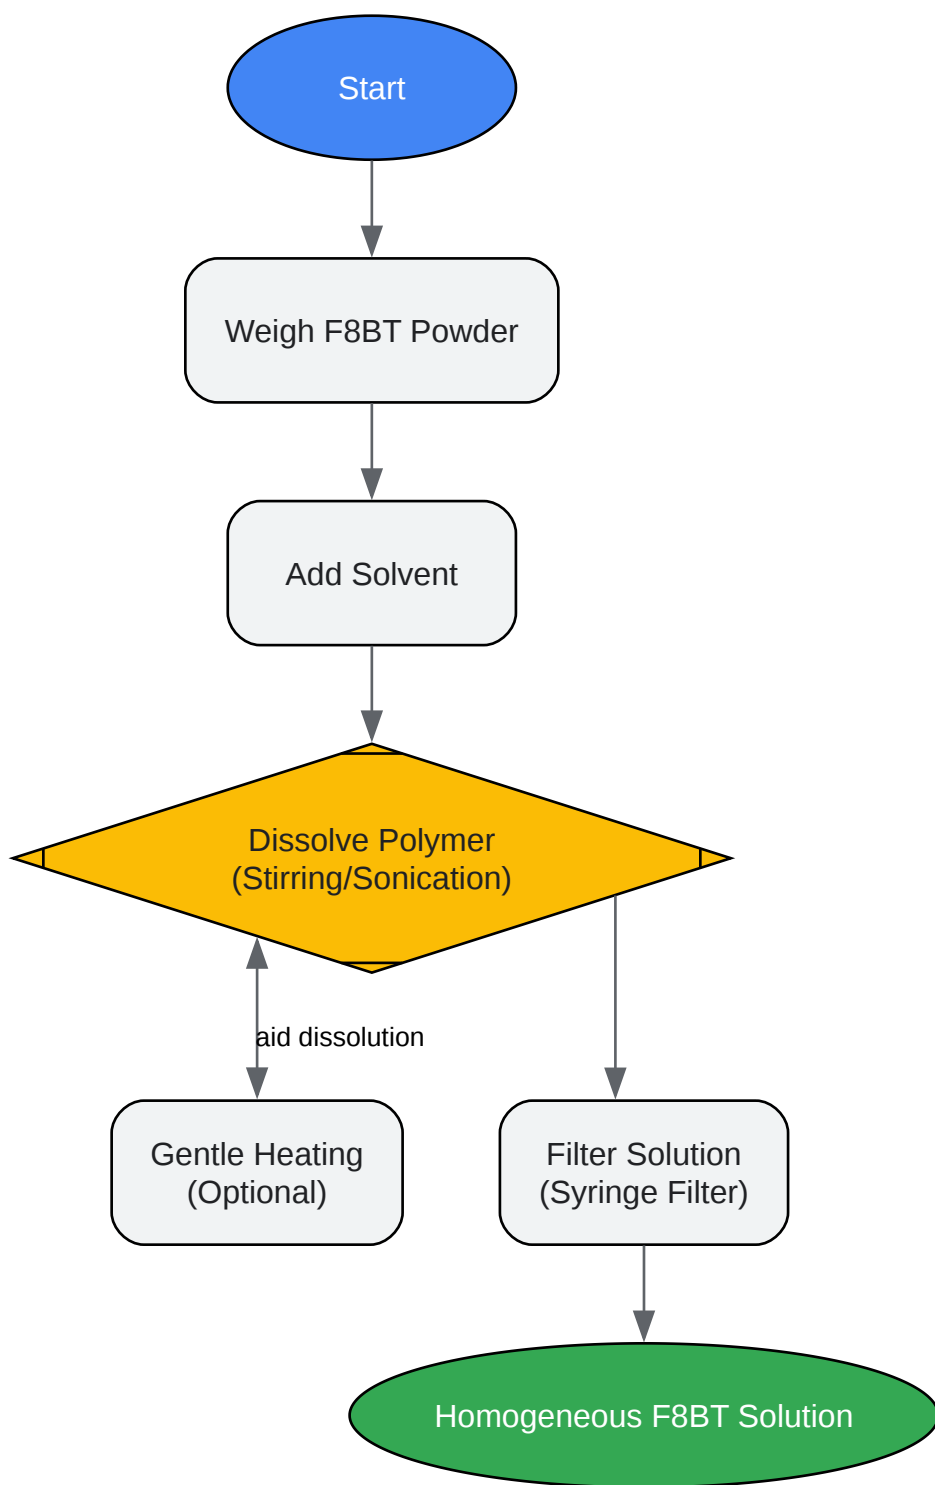 Start
Weigh F8BT Powder
Add Solvent
Dissolve Polymer
(Stirring/Sonication)
aid dissolution
Gentle Heating
(Optional)
Filter Solution
(Syringe Filter)
Homogeneous F8BT Solution